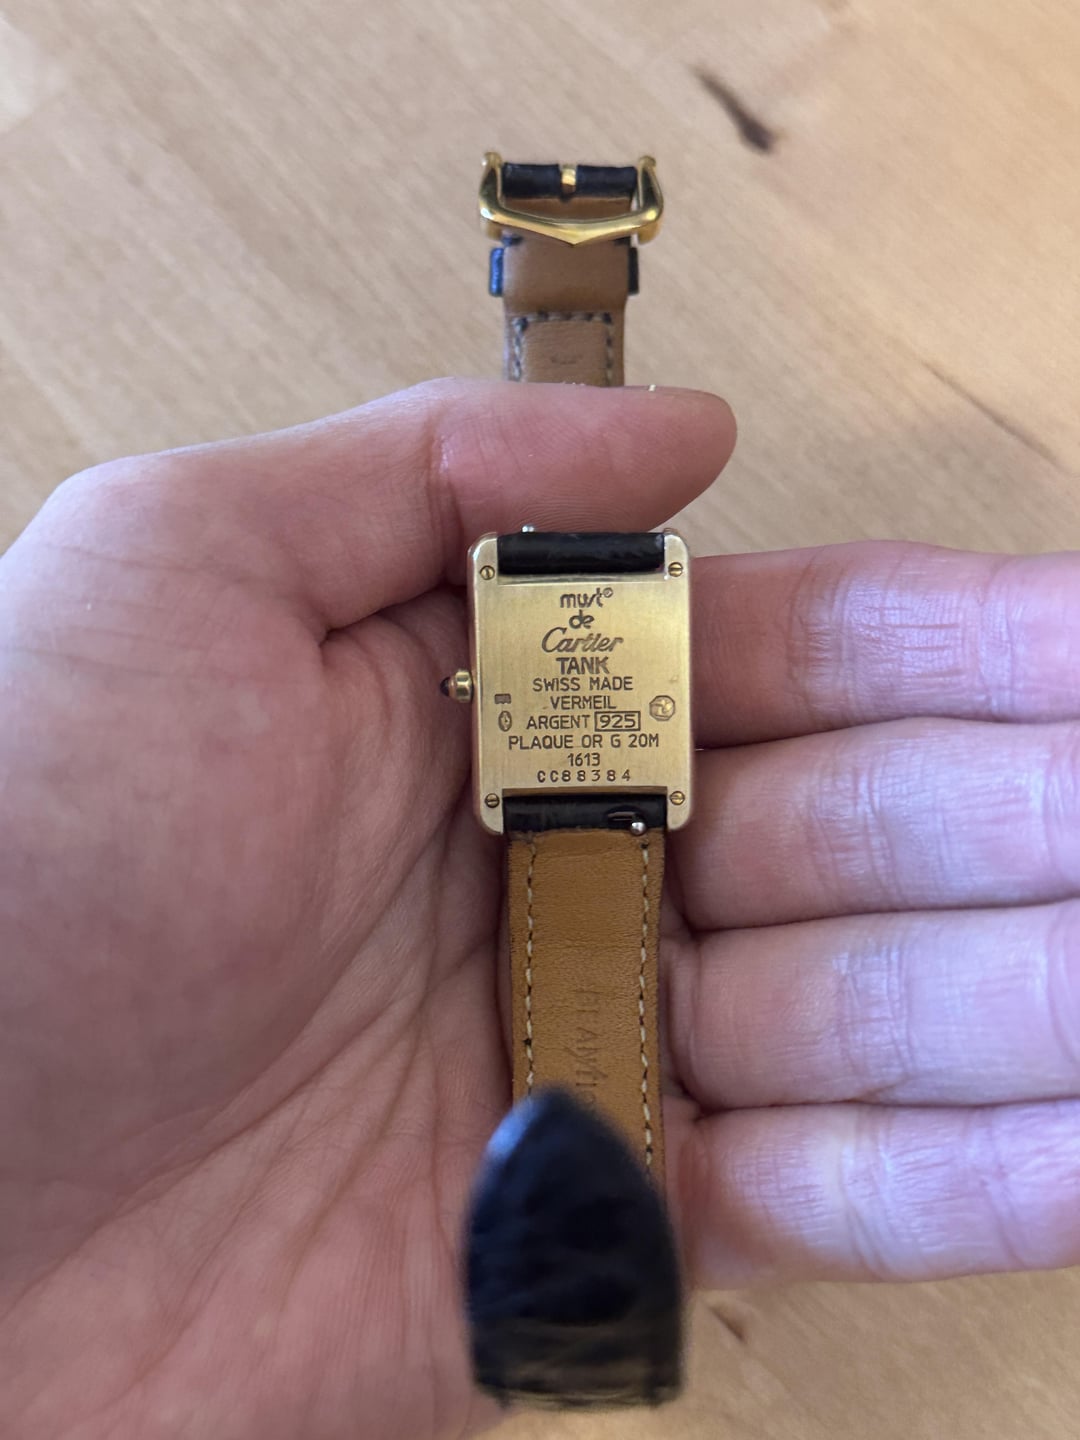 must®
de
Cartier
TANK
SWISS MADE
VERMEIL
ARGENT 925
PLAQUE OR G 20M
1613
CC88384